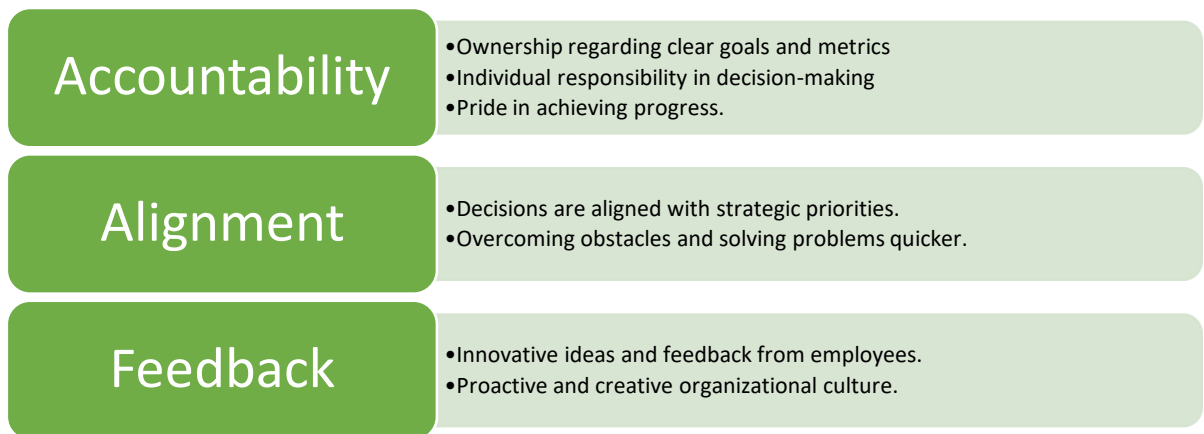 Accountability
•Ownership regarding clear goals and metrics
•Individual responsibility in decision-making
•Pride in achieving progress.
Alignment
•Decisions are aligned with strategic priorities.
•Overcoming obstacles and solving problems quicker.
Feedback
•Innovative ideas and feedback from employees.
•Proactive and creative organizational culture.